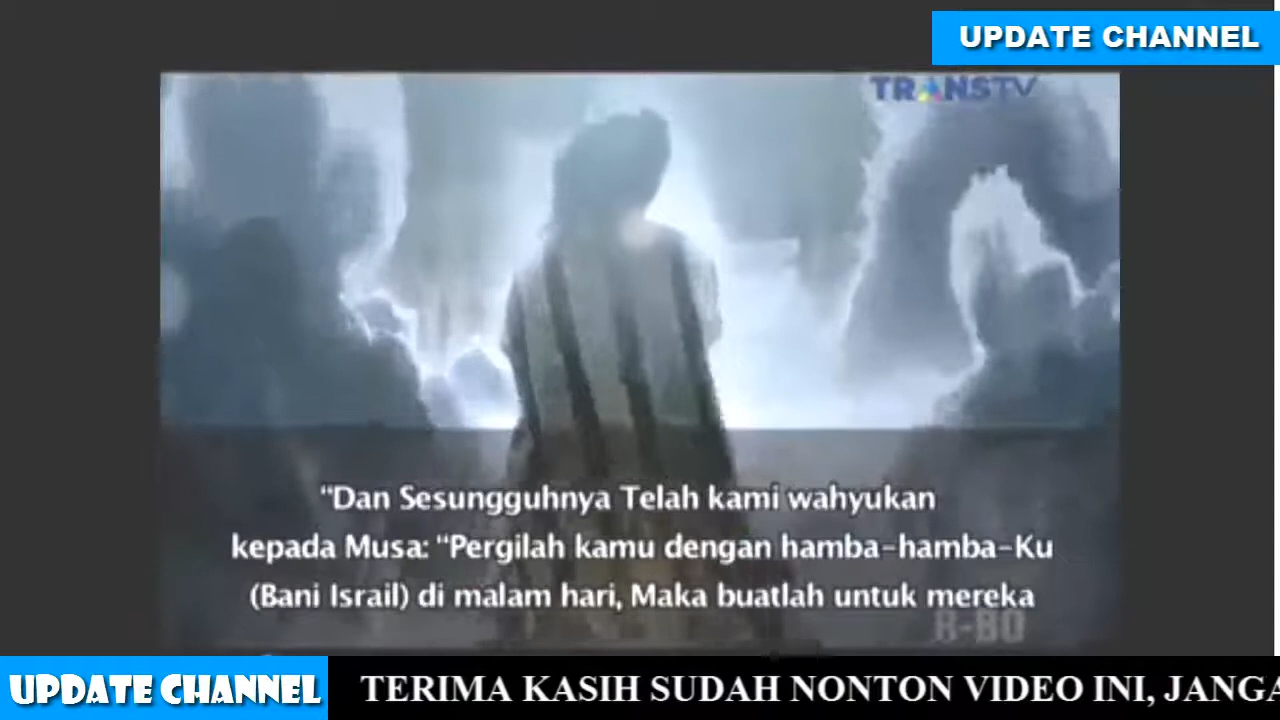 UPDATE CHANNEL
TRANSTV
“Dan Sesungguhnya Telah kami wahyukan
kepada Musa: “Pergilah kamu dengan hamba-hamba-Ku
(Bani Israil) di malam hari, Maka buatlah untuk mereka
R-BO
UPDATE CHANNEL
TERIMA KASIH SUDAH NONTON VIDEO INI, JANGA